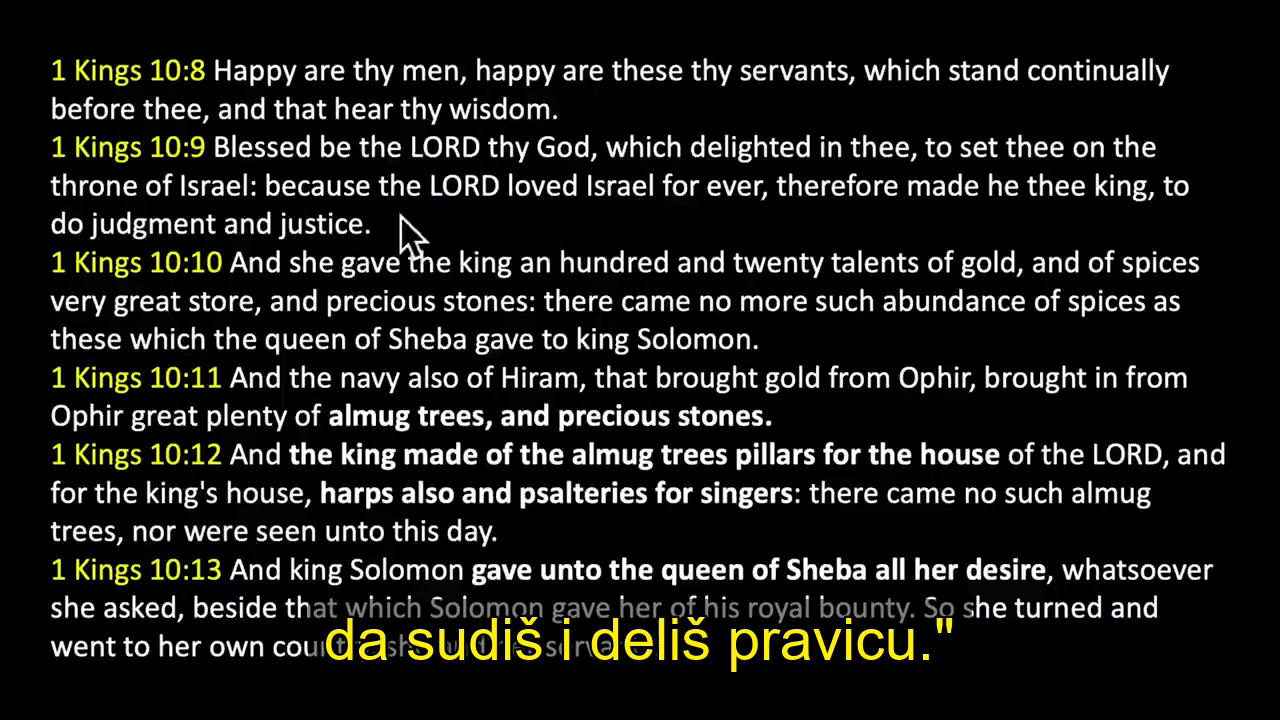 1 Kings 10:8 Happy are thy men, happy are these thy servants, which stand continually
before thee, and that hear thy wisdom.
1 Kings 10:9 Blessed be the LORD thy God, which delighted in thee, to set thee on the
throne of Israel: because the LORD loved Israel for ever, therefore made he thee king, to
do judgment and justice.
1 Kings 10:10 And she gave the king an hundred and twenty talents of gold, and of spices
very great store, and precious stones: there came no more such abundance of spices as
these which the queen of Sheba gave to king Solomon.
1 Kings 10:11 And the navy also of Hiram, that brought gold from Ophir, brought in from
Ophir great plenty of almug trees, and precious stones.
1 Kings 10:12 And the king made of the almug trees pillars for the house of the LORD, and
for the king's house, harps also and psalteries for singers: there came no such almug
trees, nor were seen unto this day.
1 Kings 10:13 And king Solomon gave unto the queen of Sheba all her desire, whatsoever
she asked, beside that which Solomon gave her of his royal bounty. So she turned and
went to her own
da sudiš i deliš pravicu."